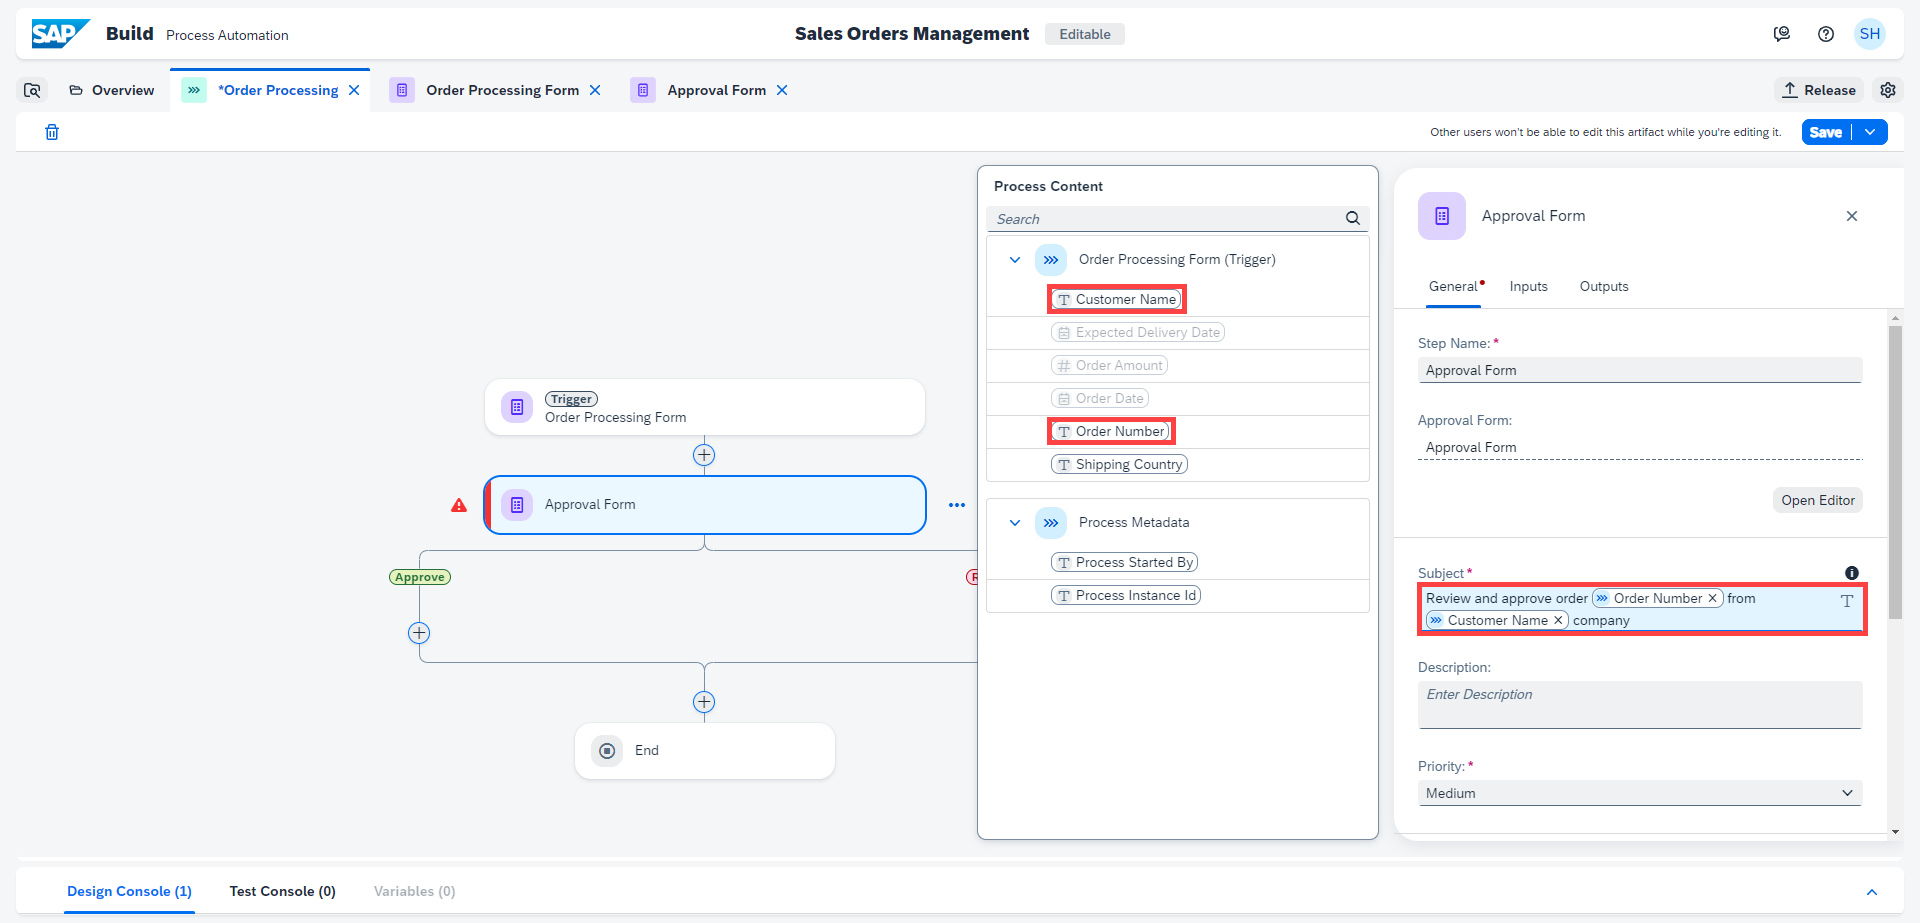 SAP Build Process Automation
Sales Orders Management Editable
SH
Overview
*Order Processing
Order Processing Form
Approval Form
Release
Other users won't be able to edit this artifact while you're editing it.
Save
Trigger
Order Processing Form
Approval Form
Approve
R
End
Process Content
Search
Order Processing Form (Trigger)
Customer Name
Expected Delivery Date
Order Amount
Order Date
Order Number
Shipping Country
Process Metadata
Process Started By
Process Instance Id
Approval Form
General Inputs Outputs
Step Name:*
Approval Form
Approval Form:
Approval Form
Open Editor
Subject*
Review and approve order Order Number from
Customer Name company
Description:
Enter Description
Priority:*
Medium
Design Console (1) Test Console (0) Variables (0)